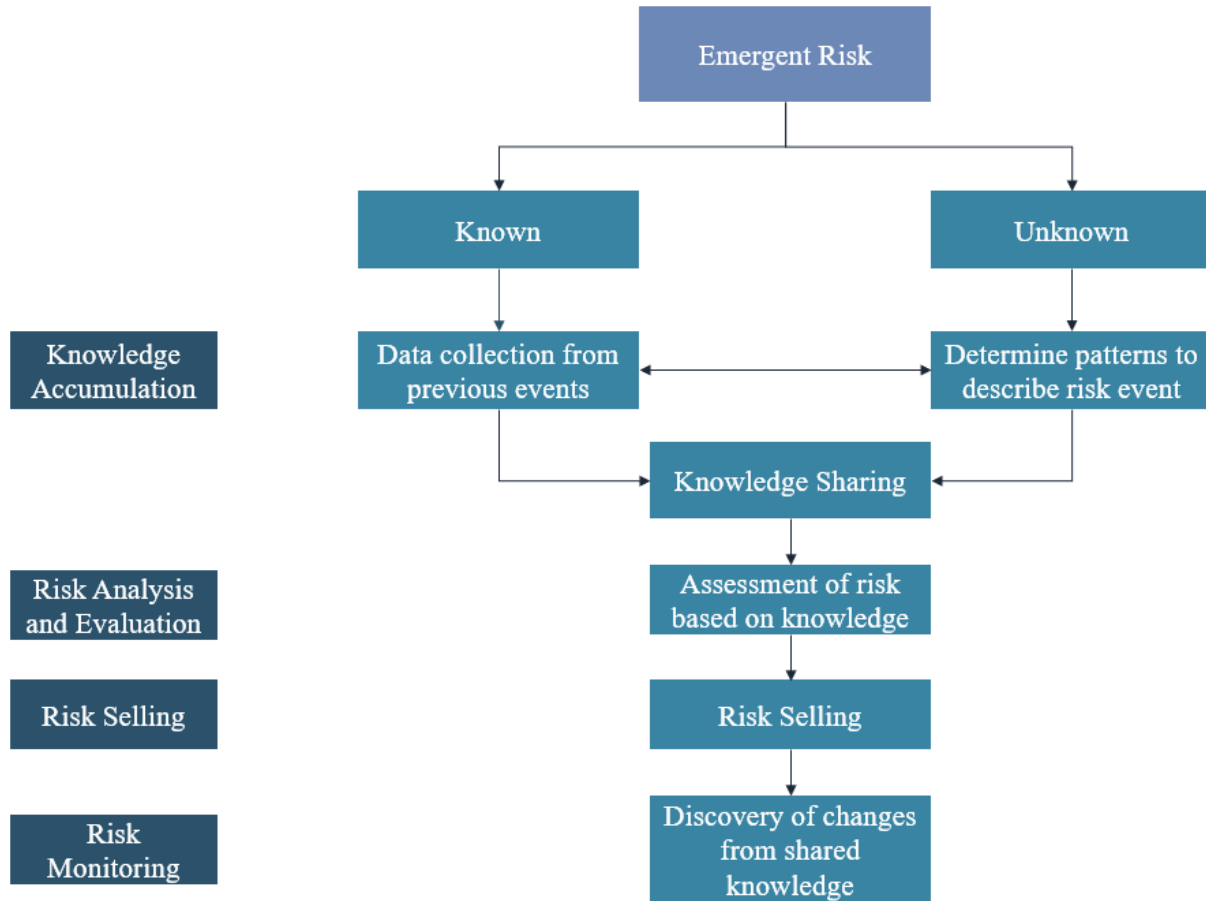 Emergent Risk
Known
Unknown
Knowledge
Accumulation
Data collection from
previous events
Determine patterns to
describe risk event
Knowledge Sharing
Risk Analysis
and Evaluation
Assessment of risk
based on knowledge
Risk Selling
Risk Selling
Risk
Monitoring
Discovery of changes
from shared
knowledge